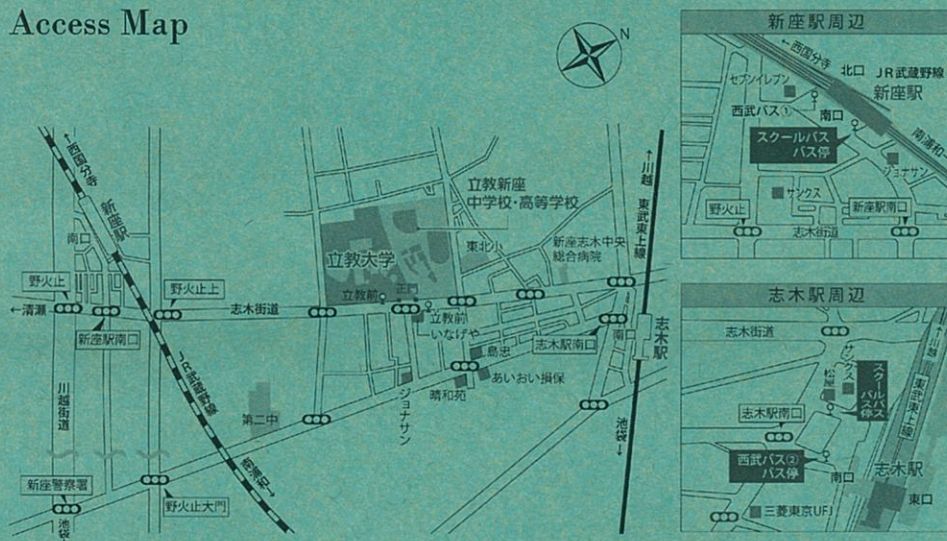 Access Map
N
←西国分寺
新座駅
南口
野火止
←清瀬
新座駅南口
野火止上
志木街道
JR武蔵野線
南浦和→
川越街道
新座警察署
池袋
野火止大門
第二中
立教大学
立教前
正門
立教前
いなげや
立教新座
中学校・高等学校
東北小
新座志木中央
総合病院
島忠
あいおい損保
晴和苑
ジョナサン
←川越
東武東上線
志木駅南口
南口
志木駅
池袋→
新座駅周辺
←西国分寺
セブンイレブン
北口
JR武蔵野線
新座駅
西武バス①
南口
スクールバス
バス停
南浦和→
ジョナサン
サンクス
野火止
新座駅南口
志木街道
志木駅周辺
志木街道
サンクス
松屋
スクールバス
バス停
東武東上線
志木駅南口
西武バス②
バス停
志木駅
南口
東口
三菱東京UFJ